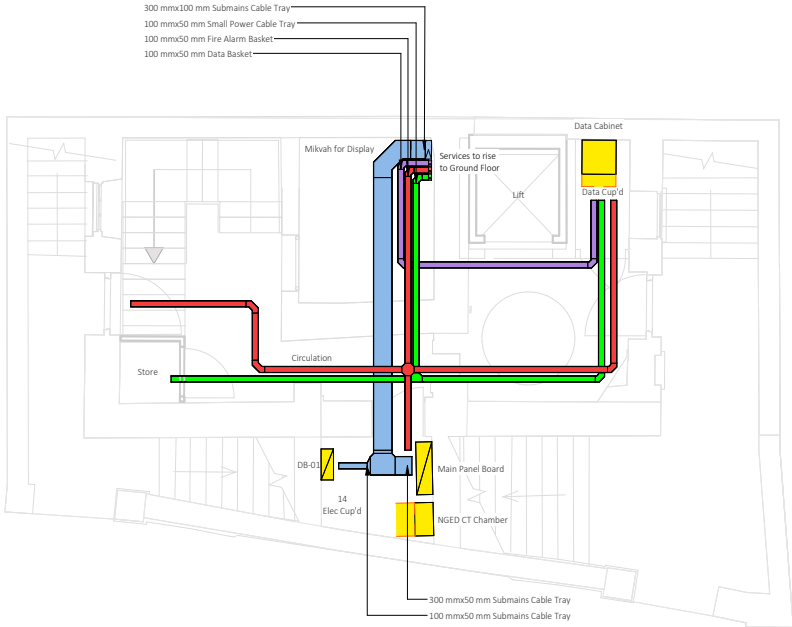 300 mmx100 mm Submains Cable Tray
100 mmx50 mm Small Power Cable Tray
100 mmx50 mm Fire Alarm Basket
100 mmx50 mm Data Basket
Data Cabinet
Mikvah for Display
Services to rise
to Ground Floor
Lift
Data Cup'd
Circulation
Store
DB-01
Main Panel Board
14
Elec Cup'd
NGED CT Chamber
300 mmx50 mm Submains Cable Tray
100 mmx50 mm Submains Cable Tray